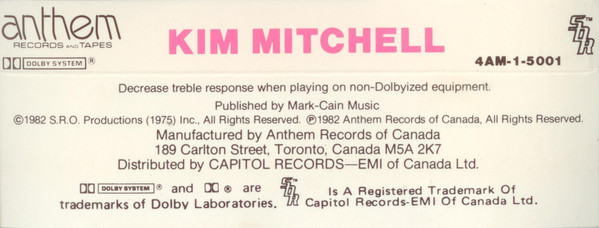 anthem
RECORDS AND TAPES
DOLBY SYSTEM ®
KIM MITCHELL
SDR™
4AM-1-5001
Decrease treble response when playing on non-Dolbyized equipment.
Published by Mark-Cain Music
©1982 S.R.O. Productions (1975) Inc., All Rights Reserved. ℗1982 Anthem Records of Canada, All Rights Reserved.
Manufactured by Anthem Records of Canada
189 Carlton Street, Toronto, Canada M5A 2K7
Distributed by CAPITOL RECORDS—EMI of Canada Ltd.
DOLBY SYSTEM ® and ® are
trademarks of Dolby Laboratories.
SDR™ Is A Registered Trademark Of
Capitol Records-EMI Of Canada Ltd.